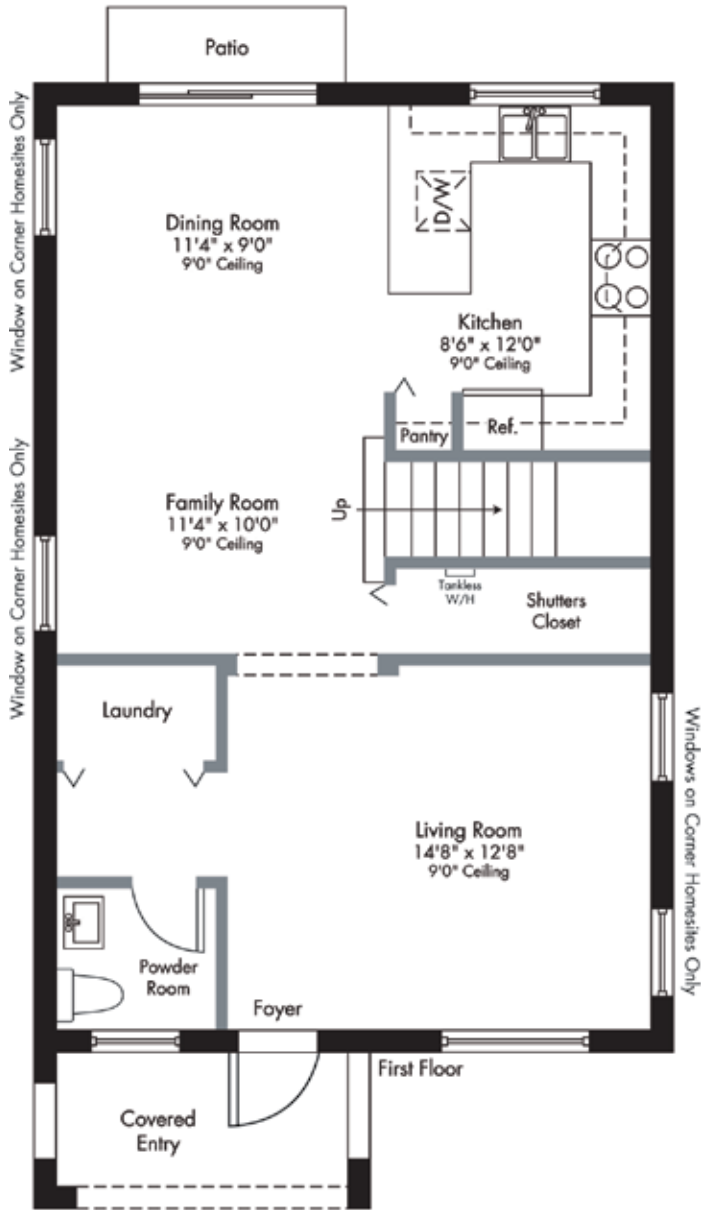 Patio
Window on Corner Homesites Only
Dining Room
11'4" x 9'0"
9'0" Ceiling
D/W
Kitchen
8'6" x 12'0"
9'0" Ceiling
Pantry
Ref.
Window on Corner Homesites Only
Family Room
11'4" x 10'0"
9'0" Ceiling
Up
Tankless
W/H
Shutters
Closet
Laundry
Living Room
14'8" x 12'8"
9'0" Ceiling
Windows on Corner Homesites Only
Powder
Room
Foyer
First Floor
Covered
Entry